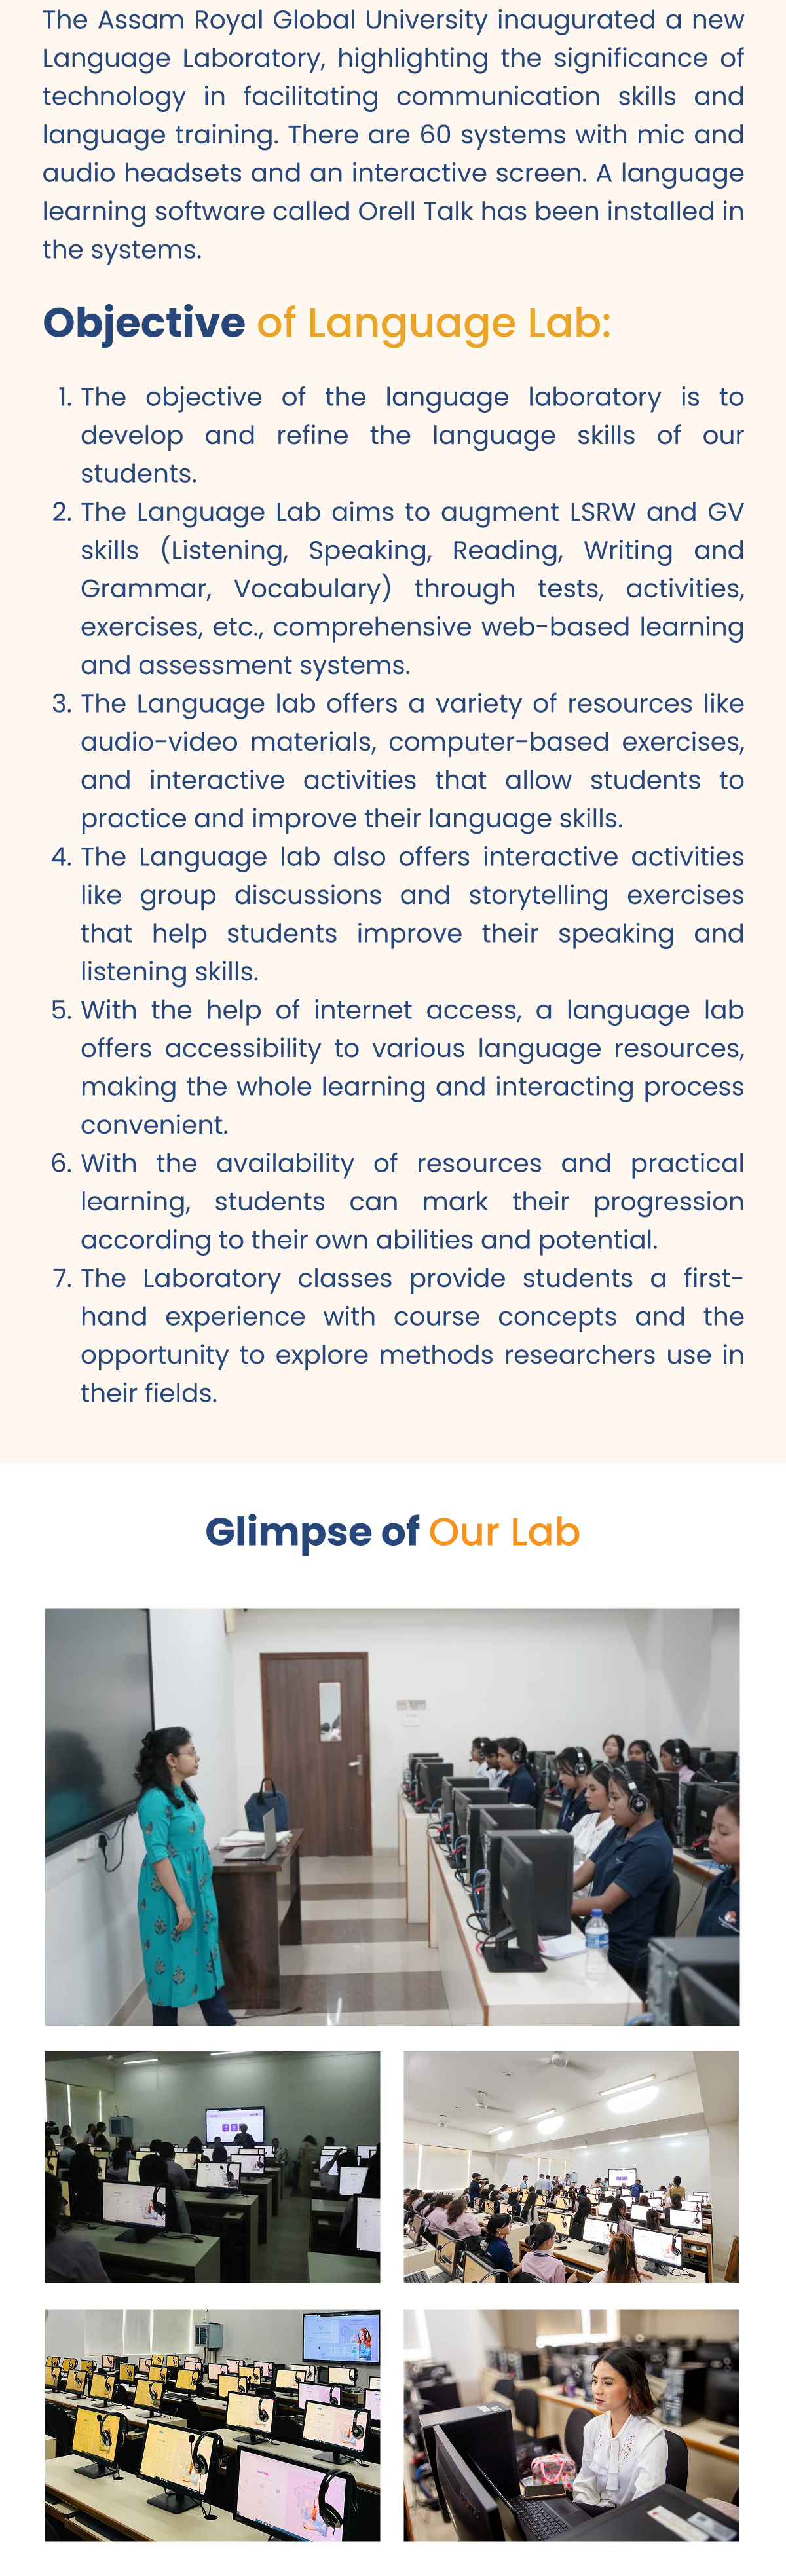 The Assam Royal Global University inaugurated a new
Language Laboratory, highlighting the significance of
technology in facilitating communication skills and
language training. There are 60 systems with mic and
audio headsets and an interactive screen. A language
learning software called Orell Talk has been installed in
the systems.
Objective of Language Lab:
1. The objective of the language laboratory is to
develop and refine the language skills of our
students.
2. The Language Lab aims to augment LSRW and GV
skills (Listening, Speaking, Reading, Writing and
Grammar, Vocabulary) through tests, activities,
exercises, etc., comprehensive web-based learning
and assessment systems.
3. The Language lab offers a variety of resources like
audio-video materials, computer-based exercises,
and interactive activities that allow students to
practice and improve their language skills.
4. The Language lab also offers interactive activities
like group discussions and storytelling exercises
that help students improve their speaking and
listening skills.
5. With the help of internet access, a language lab
offers accessibility to various language resources,
making the whole learning and interacting process
convenient.
6. With the availability of resources and practical
learning, students can mark their progression
according to their own abilities and potential.
7. The Laboratory classes provide students a first-
hand experience with course concepts and the
opportunity to explore methods researchers use in
their fields.
Glimpse of Our Lab